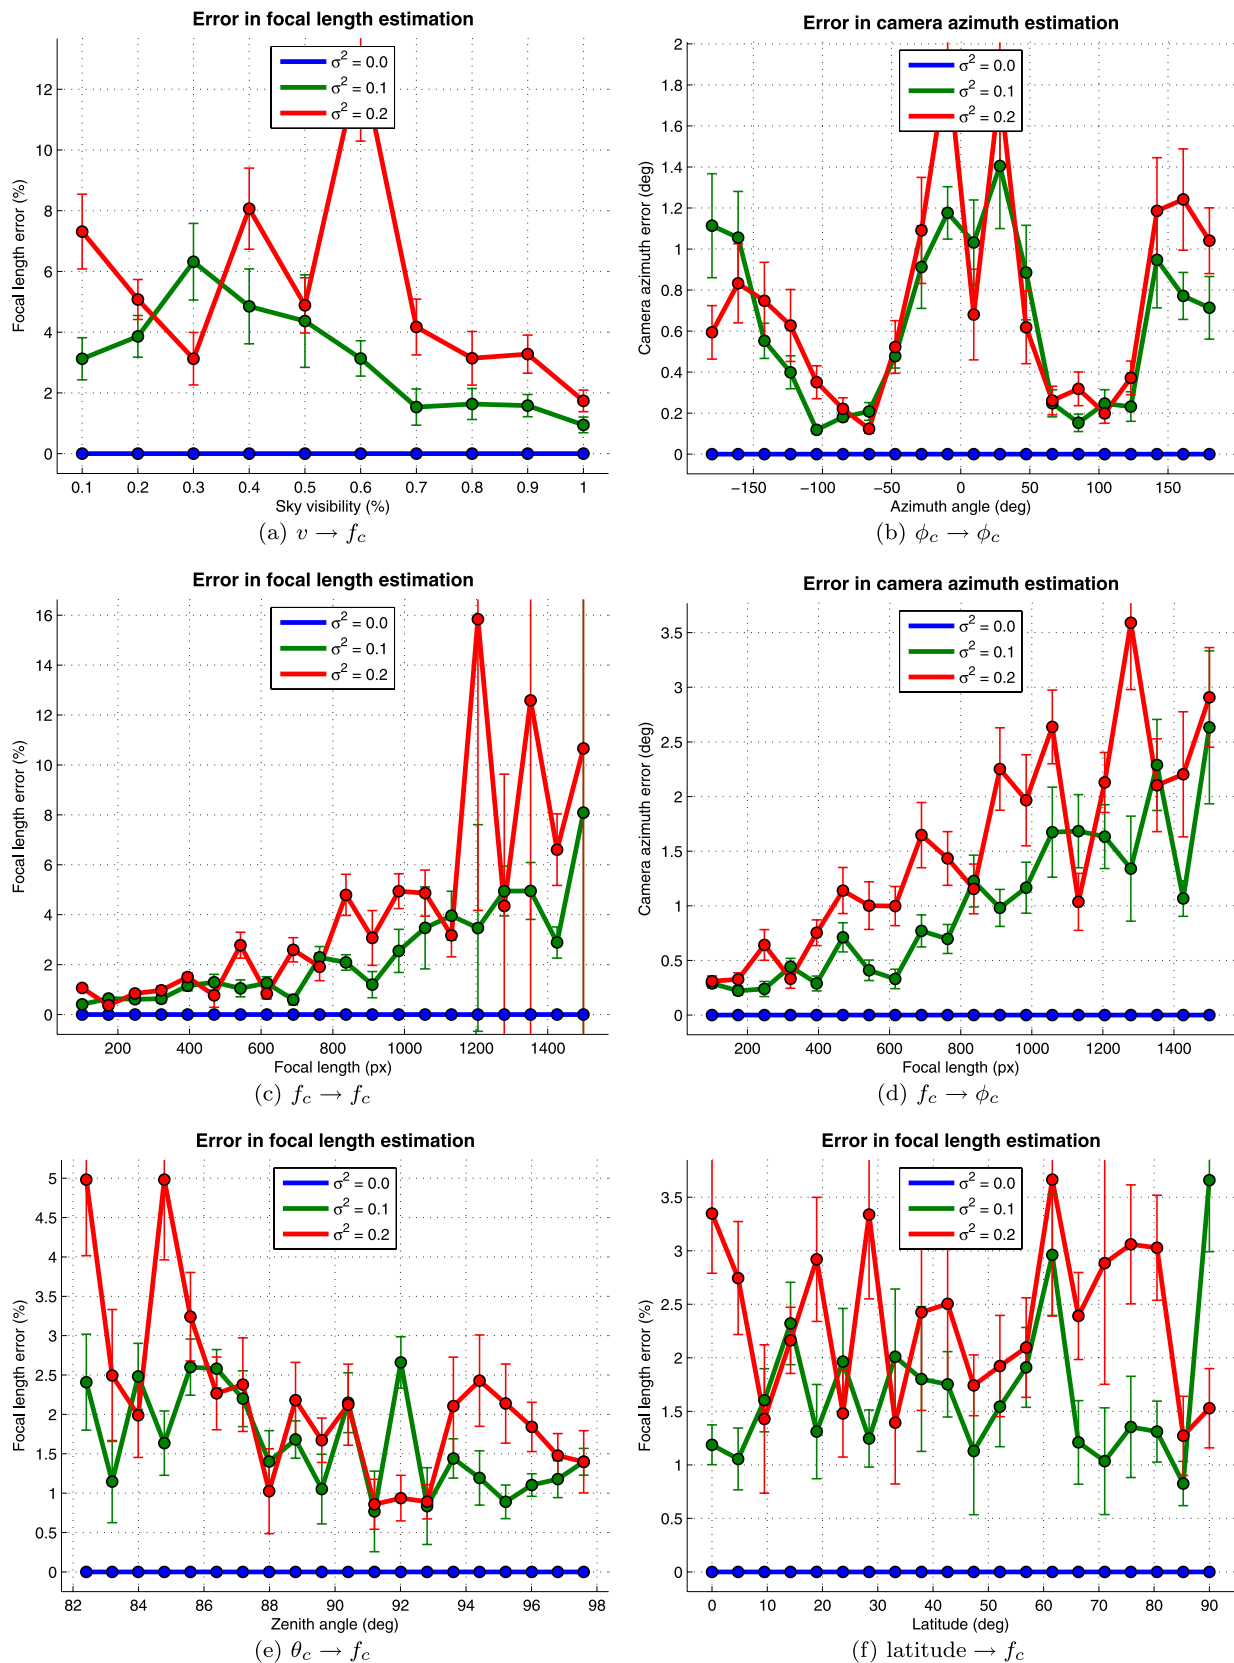 Error in focal length estimation
σ² = 0.0
σ² = 0.1
σ² = 0.2
Focal length error (%)
12
10
8
6
4
2
0
0.1 0.2 0.3 0.4 0.5 0.6 0.7 0.8 0.9 1
Sky visibility (%)
(a) v → f_c
Error in camera azimuth estimation
σ² = 0.0
σ² = 0.1
σ² = 0.2
Camera azimuth error (deg)
2
1.8
1.6
1.4
1.2
1
0.8
0.6
0.4
0.2
0
−150 −100 −50 0 50 100 150
Azimuth angle (deg)
(b) ϕ_c → ϕ_c
Error in focal length estimation
σ² = 0.0
σ² = 0.1
σ² = 0.2
Focal length error (%)
16
14
12
10
8
6
4
2
0
200 400 600 800 1000 1200 1400
Focal length (px)
(c) f_c → f_c
Error in camera azimuth estimation
σ² = 0.0
σ² = 0.1
σ² = 0.2
Camera azimuth error (deg)
3.5
3
2.5
2
1.5
1
0.5
0
200 400 600 800 1000 1200 1400
Focal length (px)
(d) f_c → ϕ_c
Error in focal length estimation
σ² = 0.0
σ² = 0.1
σ² = 0.2
Focal length error (%)
5
4.5
4
3.5
3
2.5
2
1.5
1
0.5
0
82 84 86 88 90 92 94 96 98
Zenith angle (deg)
(e) θ_c → f_c
Error in focal length estimation
σ² = 0.0
σ² = 0.1
σ² = 0.2
Focal length error (%)
3.5
3
2.5
2
1.5
1
0.5
0
0 10 20 30 40 50 60 70 80 90
Latitude (deg)
(f) latitude → f_c